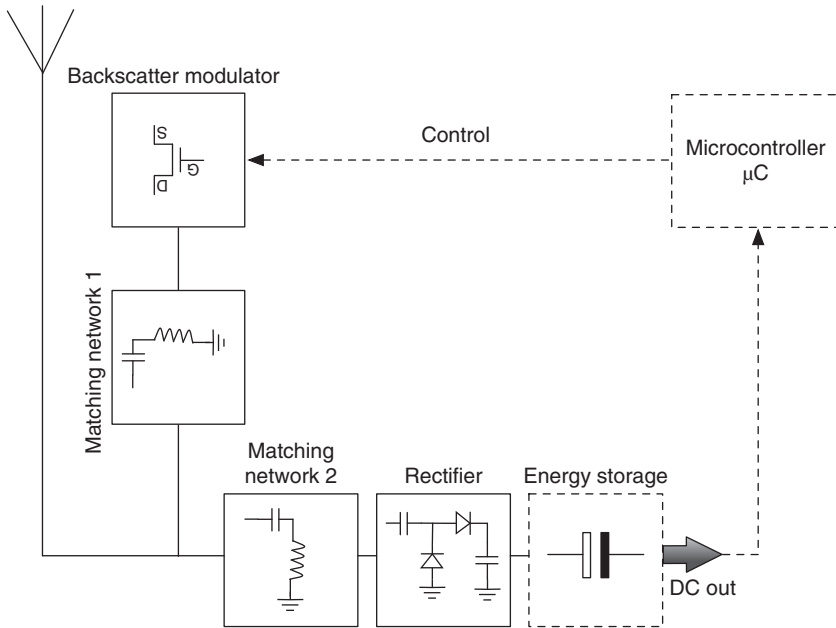 Backscatter modulator
S
G
D
Control
Microcontroller
μC
Matching network 1
Matching
network 2
Rectifier
Energy storage
DC out